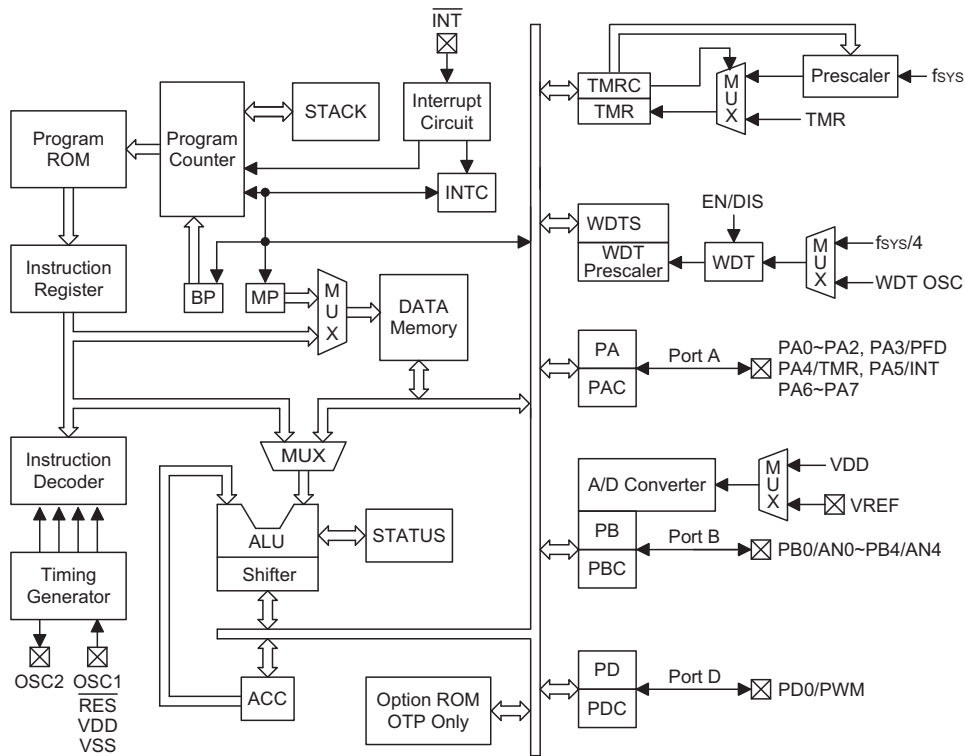 INT
STACK
Interrupt
Circuit
Program
ROM
Program
Counter
INTC
Instruction
Register
BP
MP
MUX
DATA
Memory
MUX
Instruction
Decoder
ALU
Shifter
STATUS
Timing
Generator
OSC2
OSC1
RES
VDD
VSS
ACC
Option ROM
OTP Only
TMRC
TMR
MUX
Prescaler
fSYS
TMR
EN/DIS
WDTS
WDT
Prescaler
WDT
MUX
fSYS/4
WDT OSC
PA
PAC
Port A
PA0~PA2, PA3/PFD
PA4/TMR, PA5/INT
PA6~PA7
A/D Converter
MUX
VDD
VREF
PB
PBC
Port B
PB0/AN0~PB4/AN4
PD
PDC
Port D
PD0/PWM